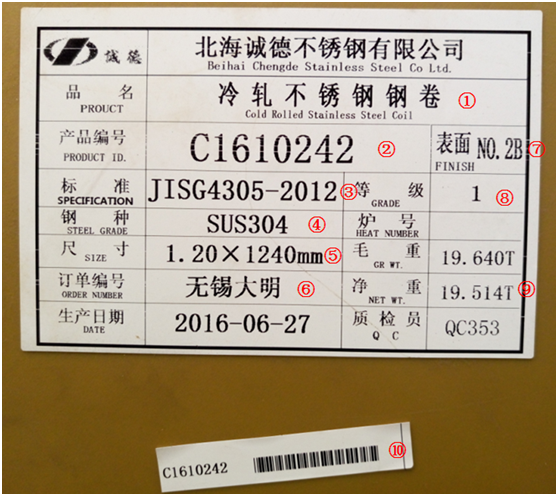 诚德 北海诚德不锈钢有限公司
Beihai Chengde Stainless Steel Co Ltd.
品名 冷轧不锈钢钢卷 ①
PROUCT Cold Rolled Stainless Steel Coil
产品编号 C1610242 ② 表面 NO.2B ⑦
PRODUCT ID. FINISH
标准 JISG4305-2012 ③ 等级 1 ⑧
SPECIFICATION GRADE
钢种 SUS304 ④ 炉号
STEEL GRADE HEAT NUMBER
尺寸 1.20×1240mm ⑤ 毛重 19.640T
SIZE GR WT.
订单编号 无锡大明 ⑥ 净重 19.514T ⑨
ORDER NUMBER NET WT.
生产日期 2016-06-27 质检员 QC353
DATE Q C
C1610242 ⑩